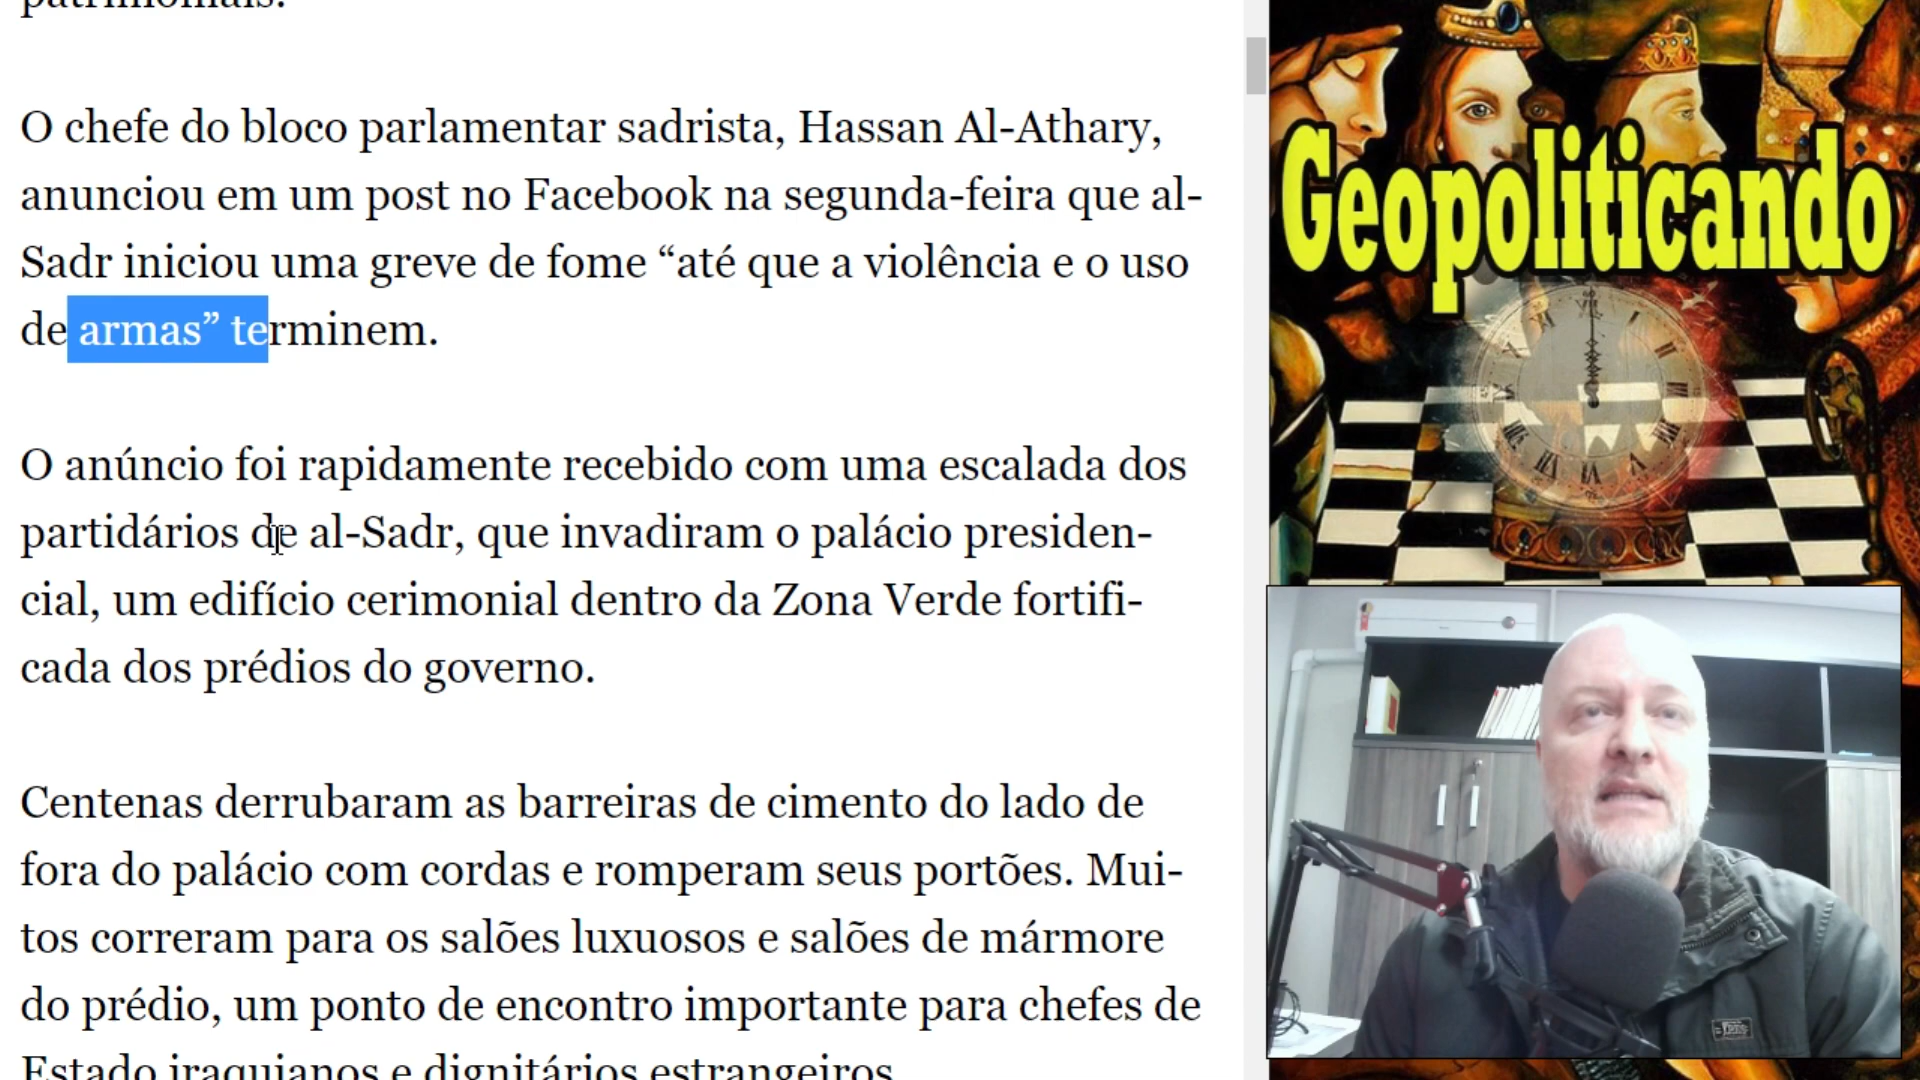 patrimoniais.
O chefe do bloco parlamentar sadrista, Hassan Al-Athary,
anunciou em um post no Facebook na segunda-feira que al-
Sadr iniciou uma greve de fome “até que a violência e o uso
de armas” terminem.
O anúncio foi rapidamente recebido com uma escalada dos
partidários de al-Sadr, que invadiram o palácio presiden-
cial, um edifício cerimonial dentro da Zona Verde fortifi-
cada dos prédios do governo.
Centenas derrubaram as barreiras de cimento do lado de
fora do palácio com cordas e romperam seus portões. Mui-
tos correram para os salões luxuosos e salões de mármore
do prédio, um ponto de encontro importante para chefes de
Estado iraquianos e dignitários estrangeiros.
Geopoliticando